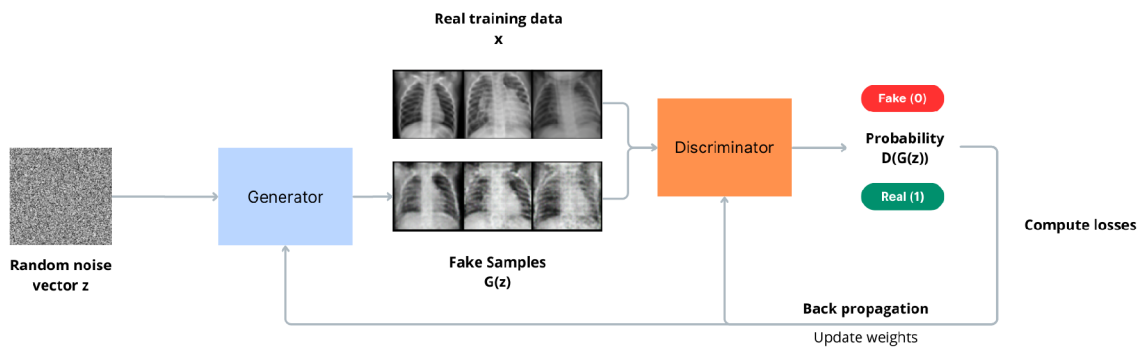 Real training data
x
Fake (0)
Probability
D(G(z))
Real (1)
Discriminator
Generator
Random noise
vector z
Fake Samples
G(z)
Compute losses
Back propagation
Update weights